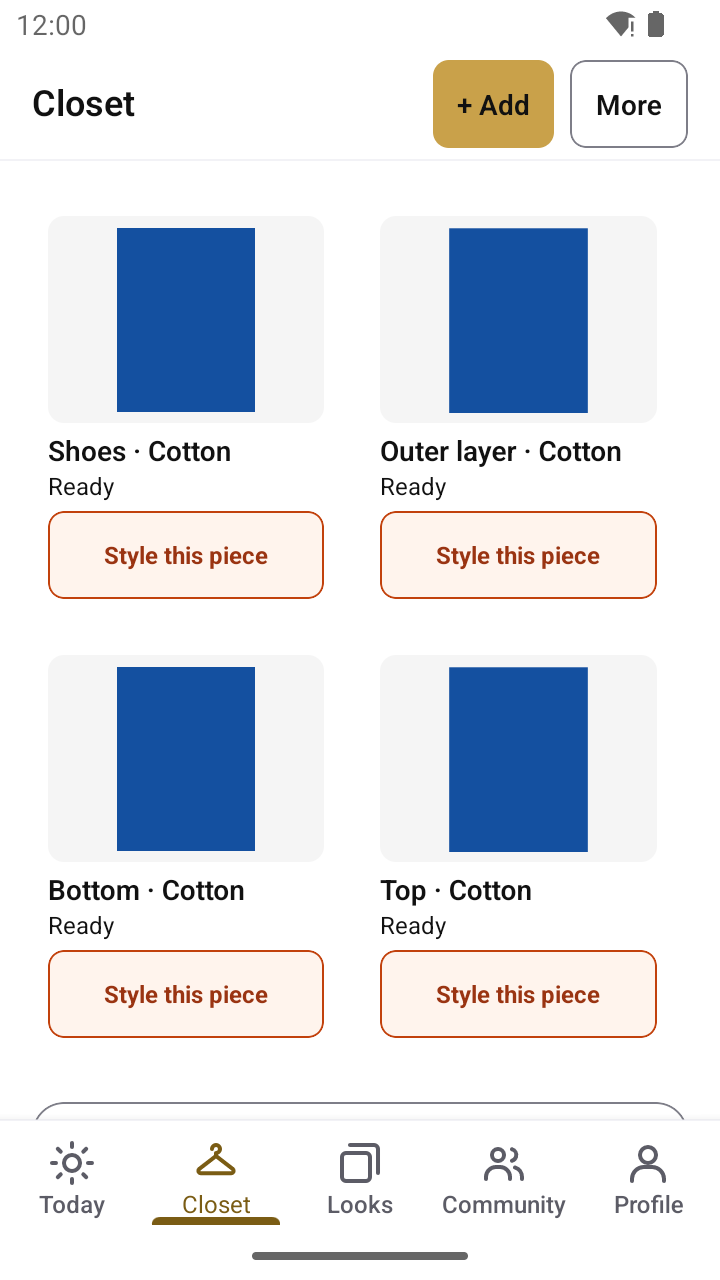 12:00
Closet
+ Add
More
Shoes · Cotton
Ready
Style this piece
Outer layer · Cotton
Ready
Style this piece
Bottom · Cotton
Ready
Style this piece
Top · Cotton
Ready
Style this piece
Today
Closet
Looks
Community
Profile